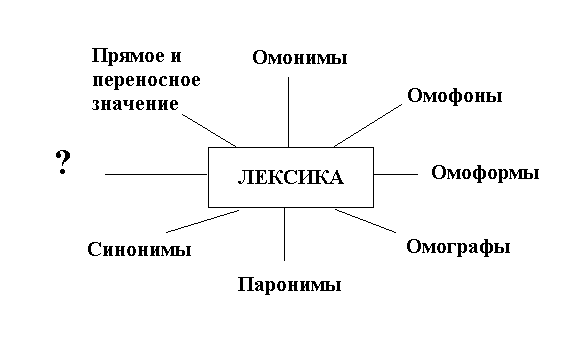 Прямое и
переносное
значение
Омонимы
Омофоны
?
ЛЕКСИКА
Омоформы
Синонимы
Омографы
Паронимы